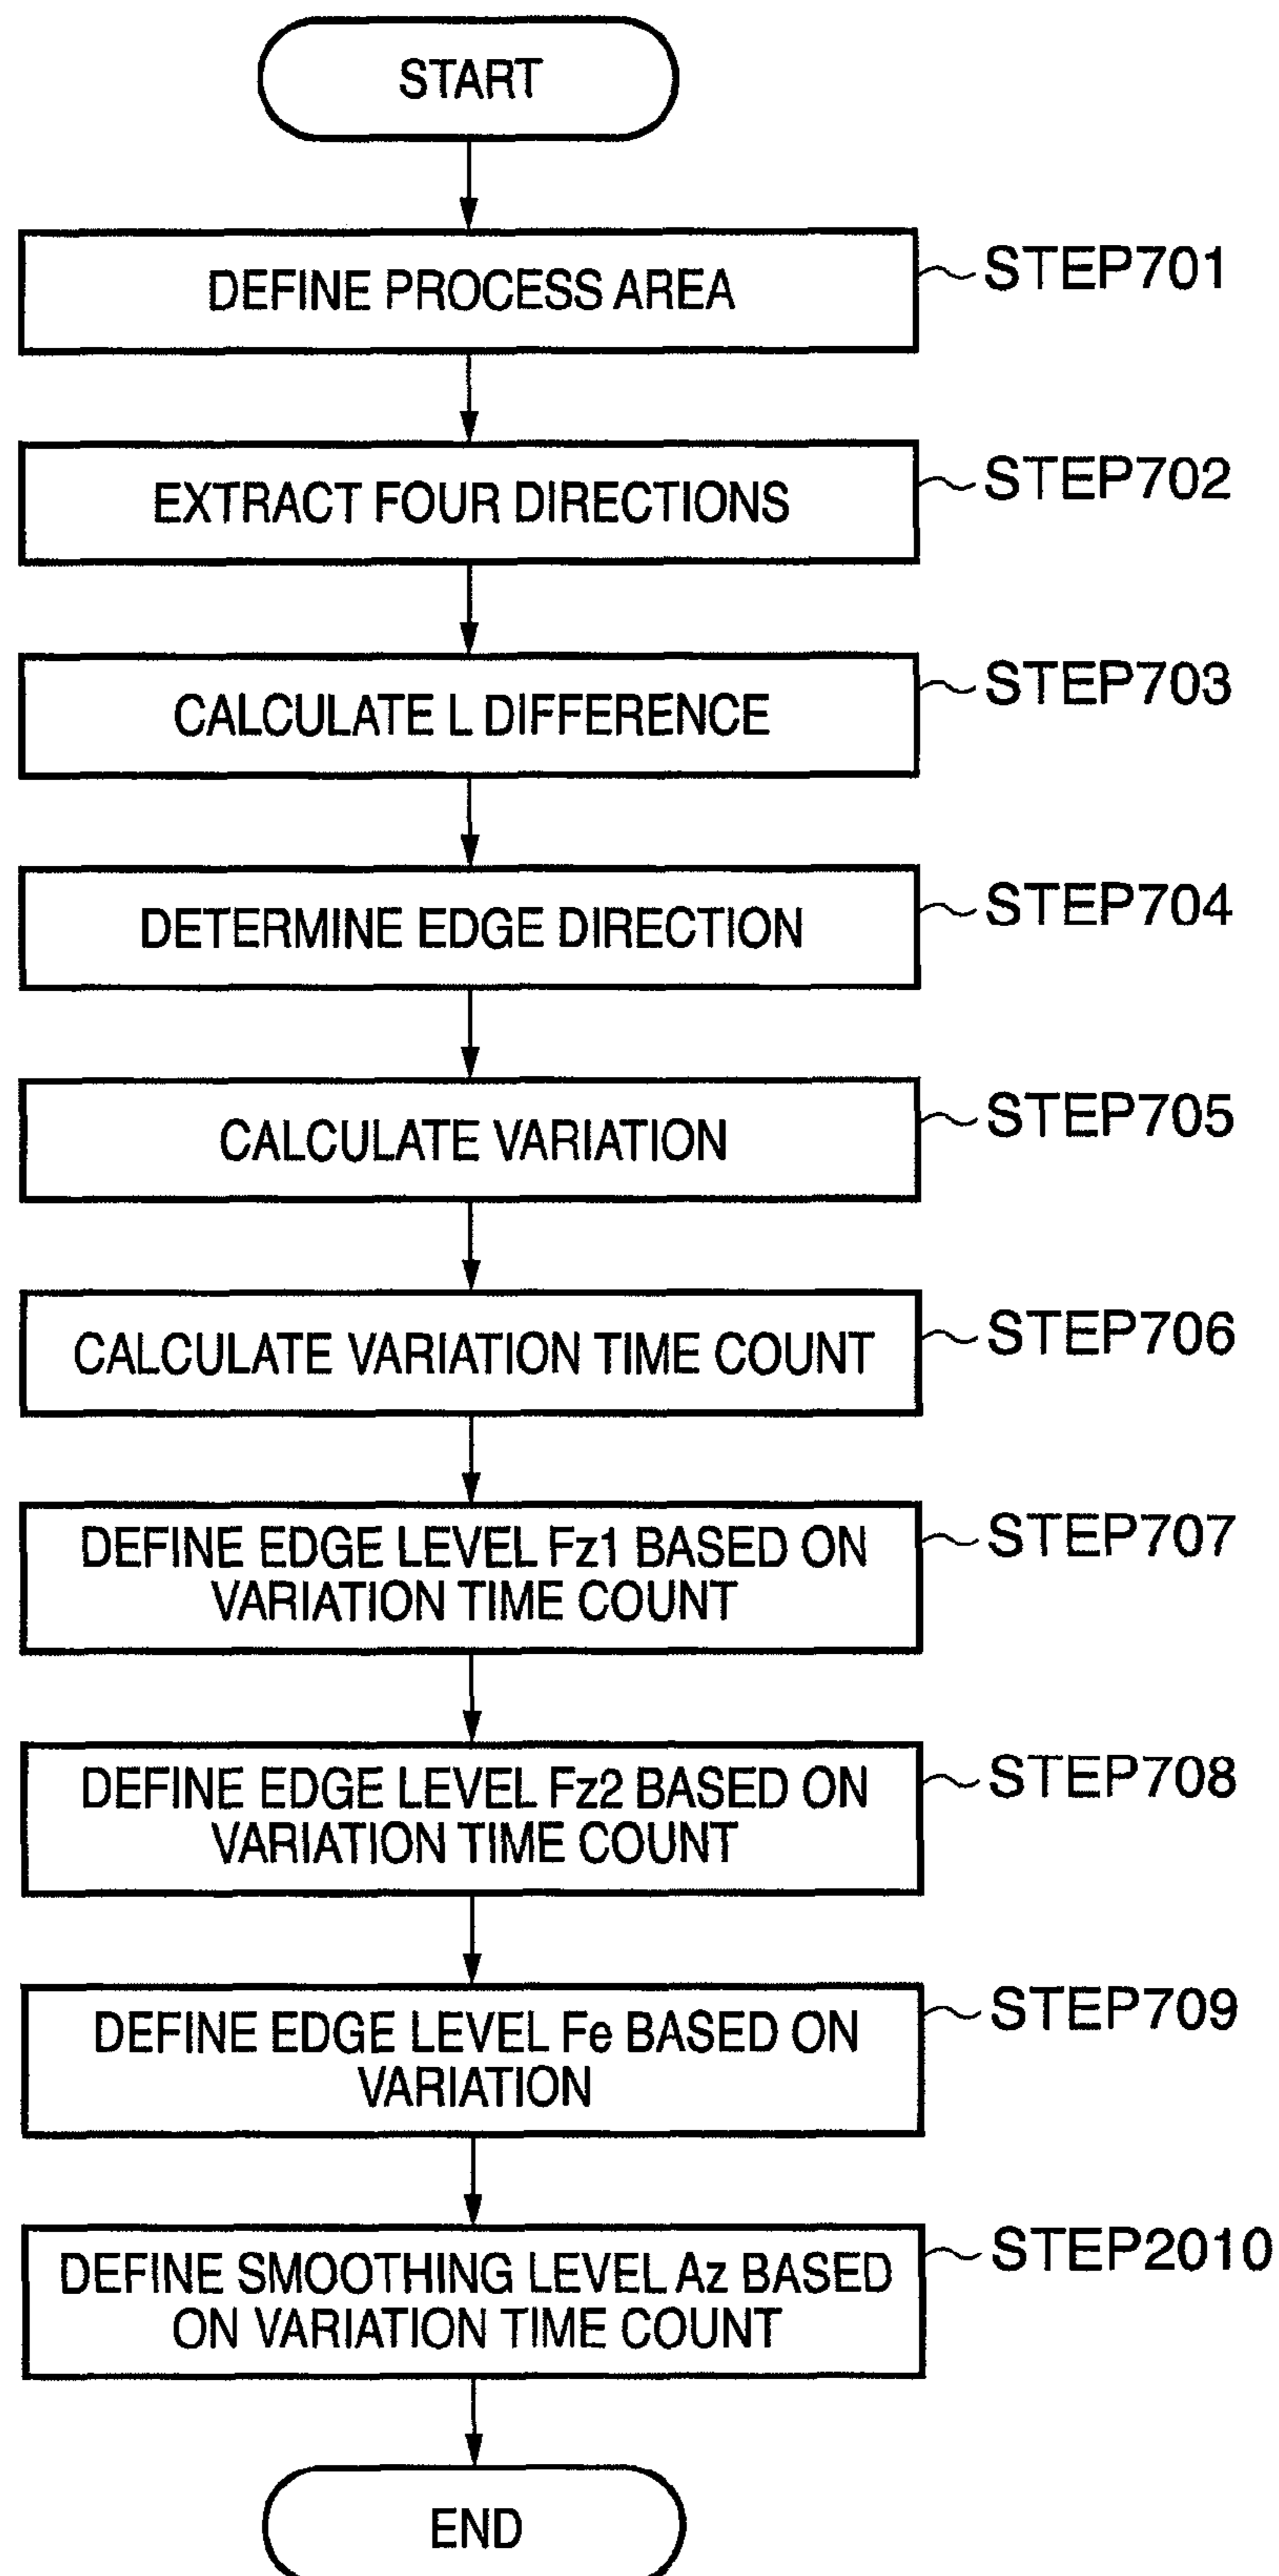 START
DEFINE PROCESS AREA
STEP701
EXTRACT FOUR DIRECTIONS
STEP702
CALCULATE L DIFFERENCE
STEP703
DETERMINE EDGE DIRECTION
STEP704
CALCULATE VARIATION
STEP705
CALCULATE VARIATION TIME COUNT
STEP706
DEFINE EDGE LEVEL Fz1 BASED ON
VARIATION TIME COUNT
STEP707
DEFINE EDGE LEVEL Fz2 BASED ON
VARIATION TIME COUNT
STEP708
DEFINE EDGE LEVEL Fe BASED ON
VARIATION
STEP709
DEFINE SMOOTHING LEVEL Az BASED
ON VARIATION TIME COUNT
STEP2010
END